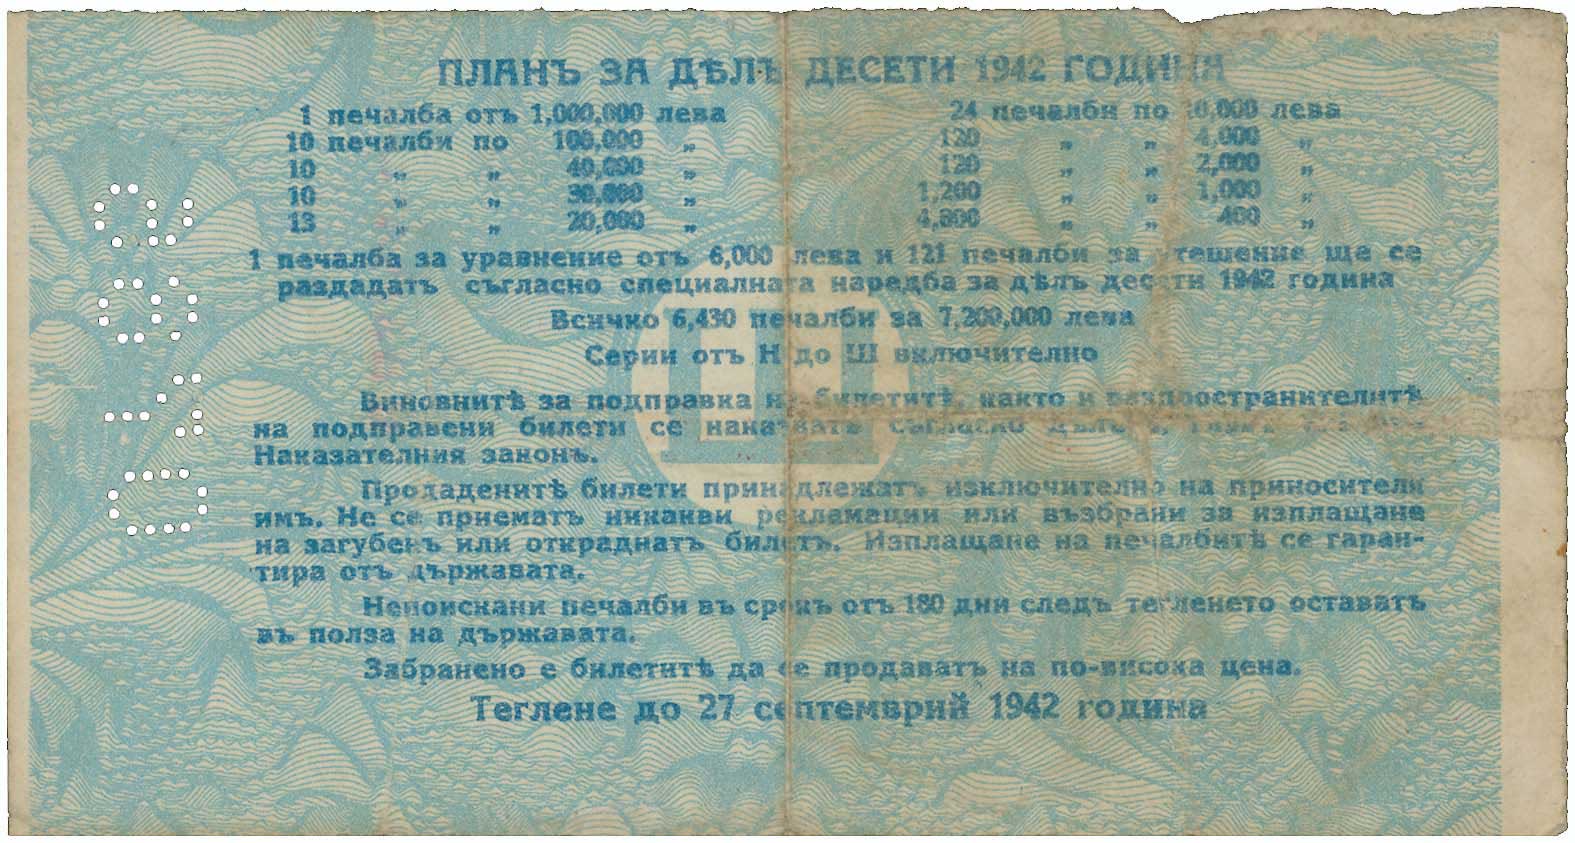 ПЛАНЪ ЗА ДѢЛЪ ДЕСЕТИ 1942 ГОДИНА
1 печалба отъ 1,000,000 лева
10 печалби по 100,000 „
10 „ „ 40,000 „
10 „ „ 30,000 „
13 „ „ 20,000 „
24 печалби по 10,000 лева
120 „ „ 4,000 „
120 „ „ 2,000 „
1,200 „ „ 1,000 „
4,800 „ „ 400 „
1 печалба за уравнение отъ 6,000 лева и 121 печалби за утешение ще се
раздадатъ съгласно специалната наредба за дѣлъ десети 1942 година
Всичко 6,430 печалби за 7,200,000 лева
Серии отъ Н до Ш включително
Ш
Виновнитѣ за подправка на билетитѣ, както и разпространителитѣ
на подправени билети се наказватъ съгласно
Наказателния законъ.
Продаденитѣ билети принадлежатъ изключително на приносители
имъ. Не се приематъ никакви рекламации или възбрани за изплащане
на загубенъ или откраднатъ билетъ. Изплащане на печалбитѣ се гаран-
тира отъ държавата.
Непоискани печалби въ срокъ отъ 180 дни следъ тегленето оставатъ
въ полза на държавата.
Забранено е билетитѣ да се продаватъ на по-висока цена.
Теглене до 27 септемврий 1942 година